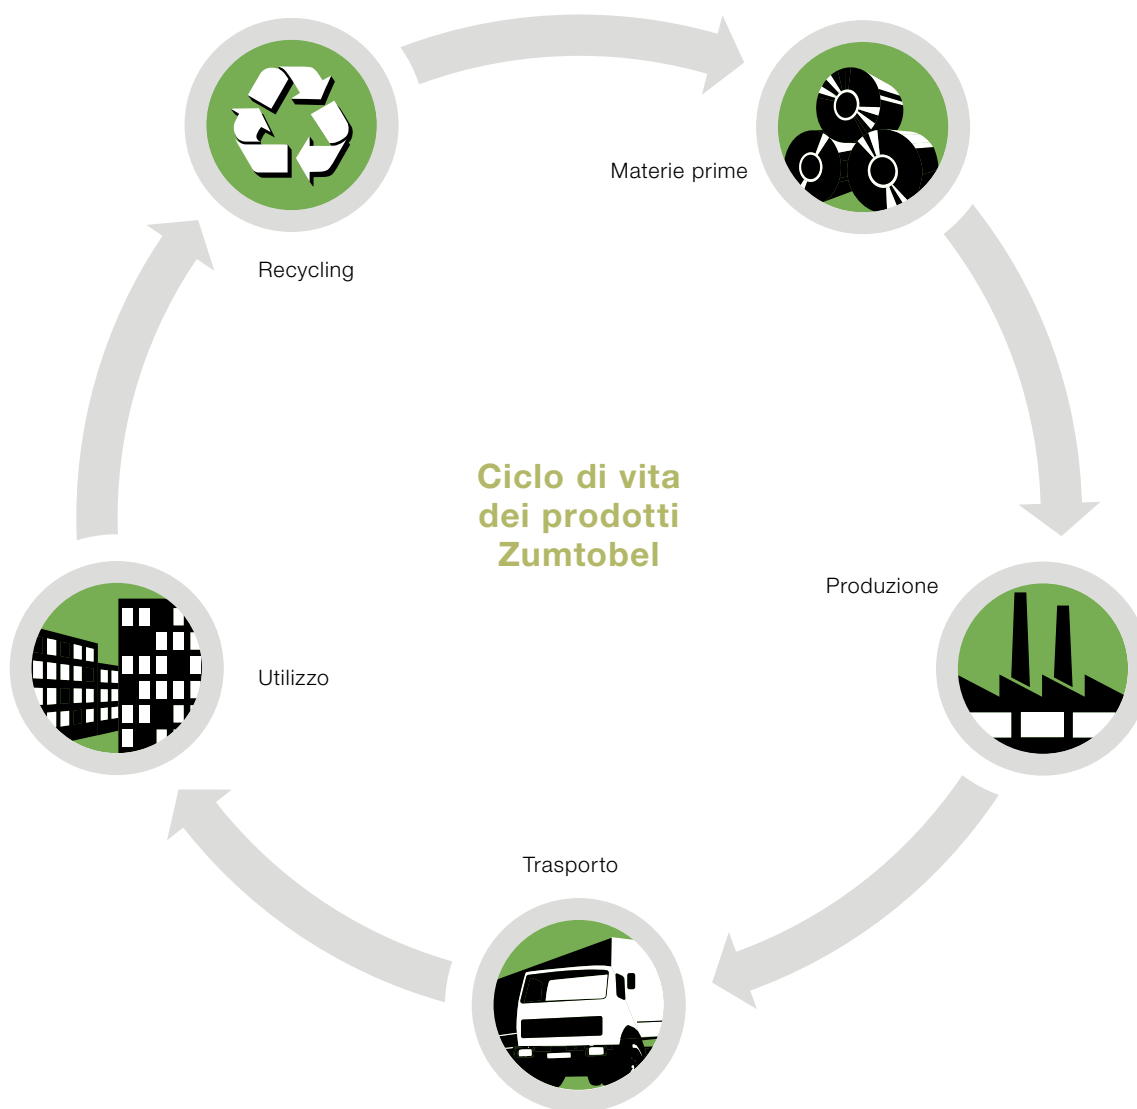 Materie prime
Recycling
Ciclo di vita
dei prodotti
Zumtobel
Produzione
Utilizzo
Trasporto